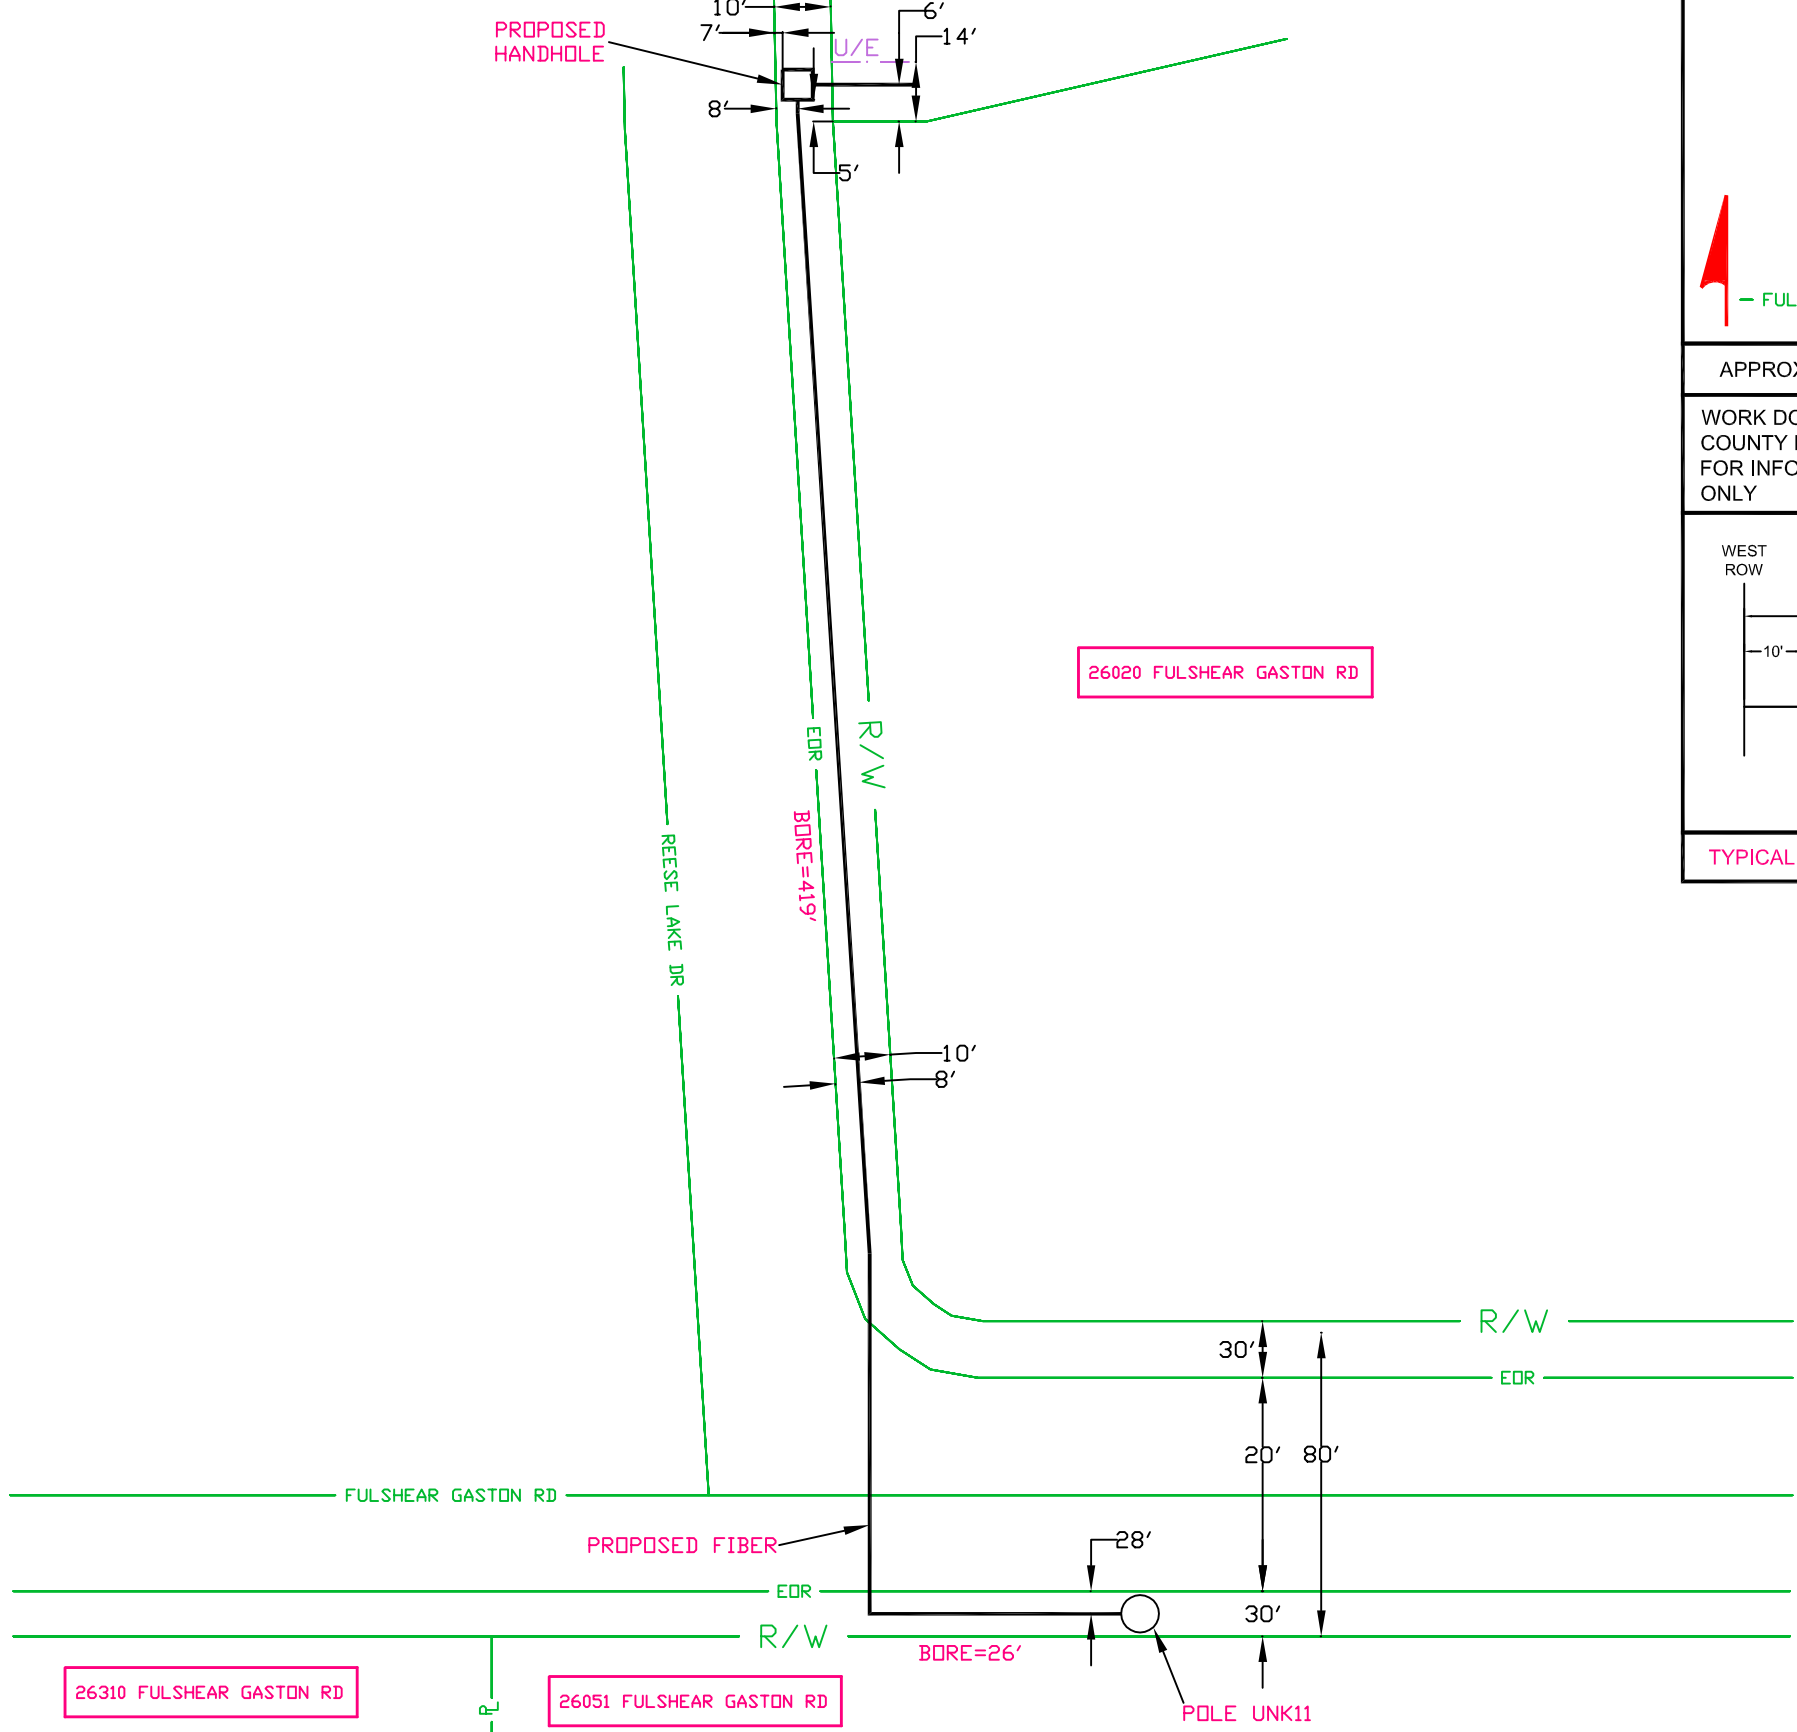 10'
6'
PROPOSED
HANDHOLE
7'
U/E
14'
8'
5'
FUL
APPROX
WORK DO
COUNTY
FOR INFO
ONLY
WEST
ROW
10'
26020 FULSHEAR GASTON RD
EOR
R/W
BORE=419'
REESE LAKE DR
10'
8'
TYPICAL
R/W
30'
EOR
20'
80'
FULSHEAR GASTON RD
PROPOSED FIBER
28'
EOR
30'
R/W
BORE=26'
26310 FULSHEAR GASTON RD
PL
26051 FULSHEAR GASTON RD
POLE UNK11